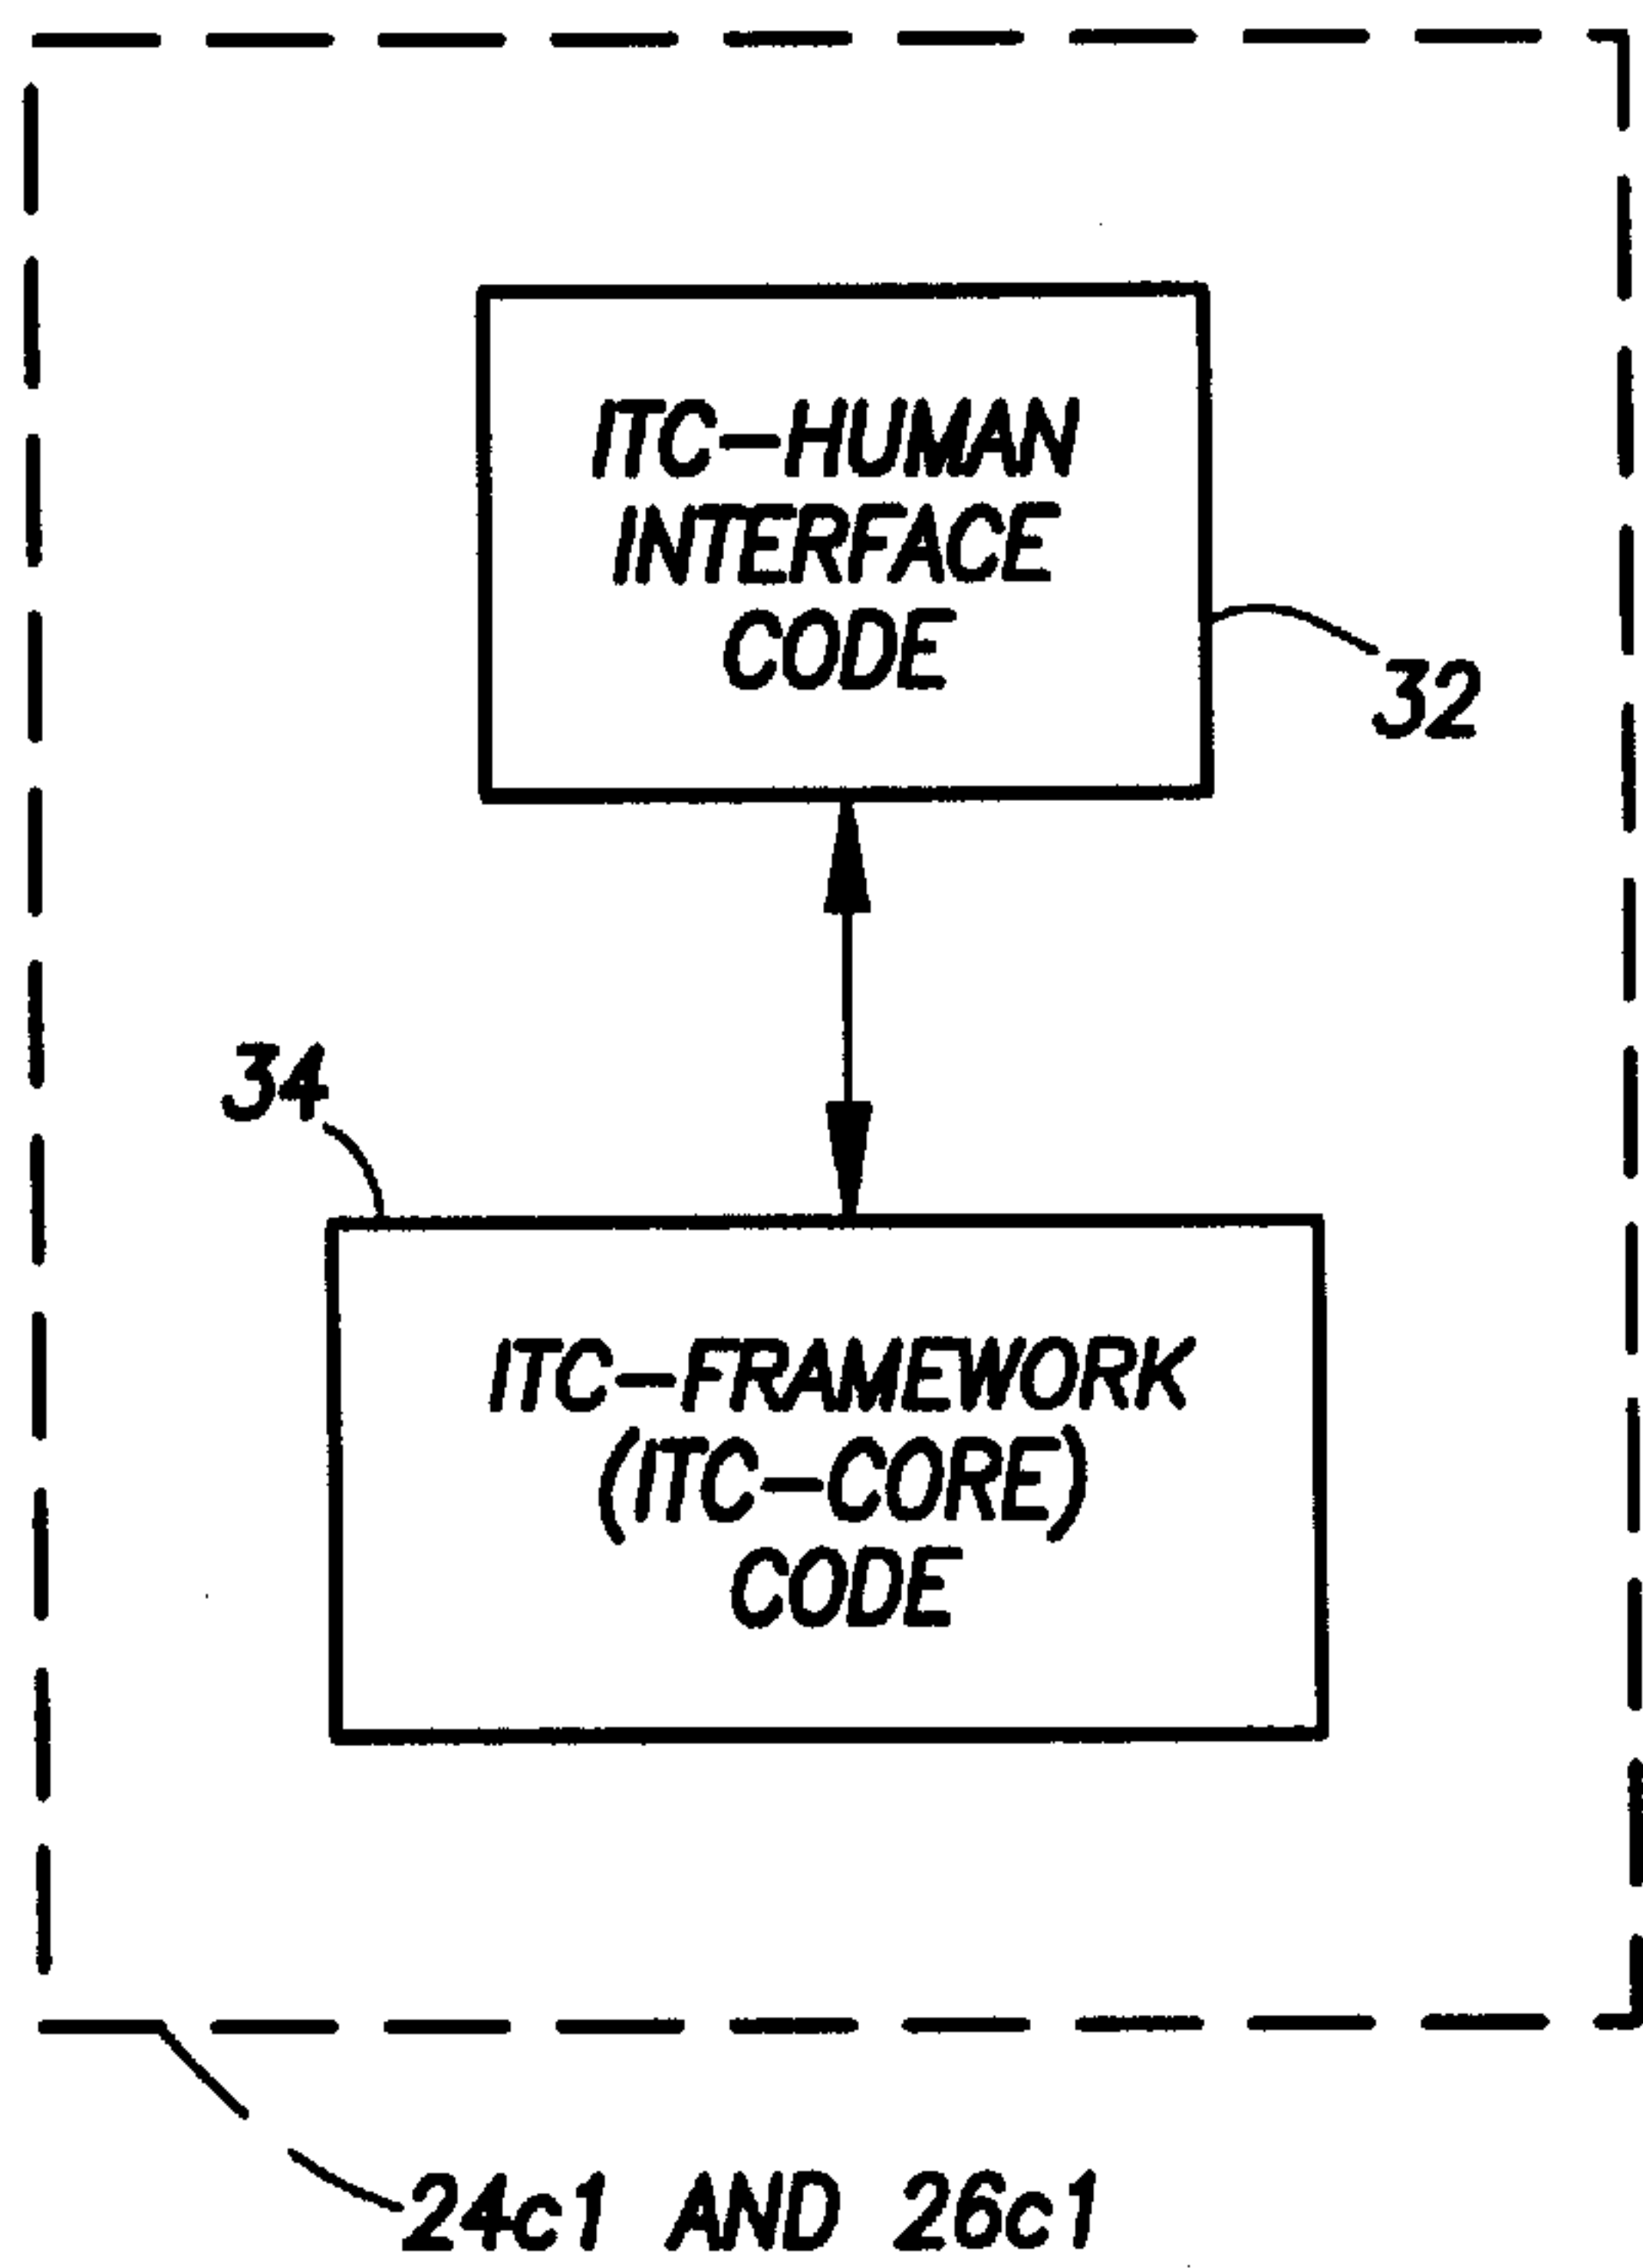 ITC-HUMAN
INTERFACE
CODE
32
34
ITC-FRAMEWORK
(ITC-CORE)
CODE
24c1 AND 26c1